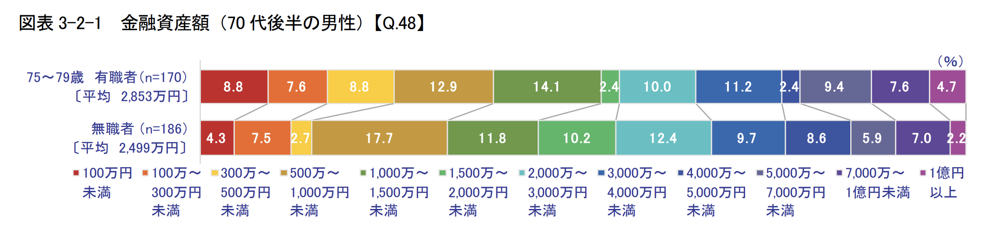 図表 3−2−1　金融資産額（70 代後半の男性）【Q.48】
（%）
75～79歳　有職者（n=170）
〔平均　2,853万円〕
8.8 7.6 8.8 12.9 14.1 2.4 10.0 11.2 2.4 9.4 7.6 4.7
無職者（n=186）
〔平均　2,499万円〕
4.3 7.5 2.7 17.7 11.8 10.2 12.4 9.7 8.6 5.9 7.0 2.2
100万円
未満
100万～
300万円
未満
300万～
500万円
未満
500万～
1,000万円
未満
1,000万～
1,500万円
未満
1,500万～
2,000万円
未満
2,000万～
3,000万円
未満
3,000万～
4,000万円
未満
4,000万～
5,000万円
未満
5,000万～
7,000万円
未満
7,000万～
1億円未満
1億円
以上